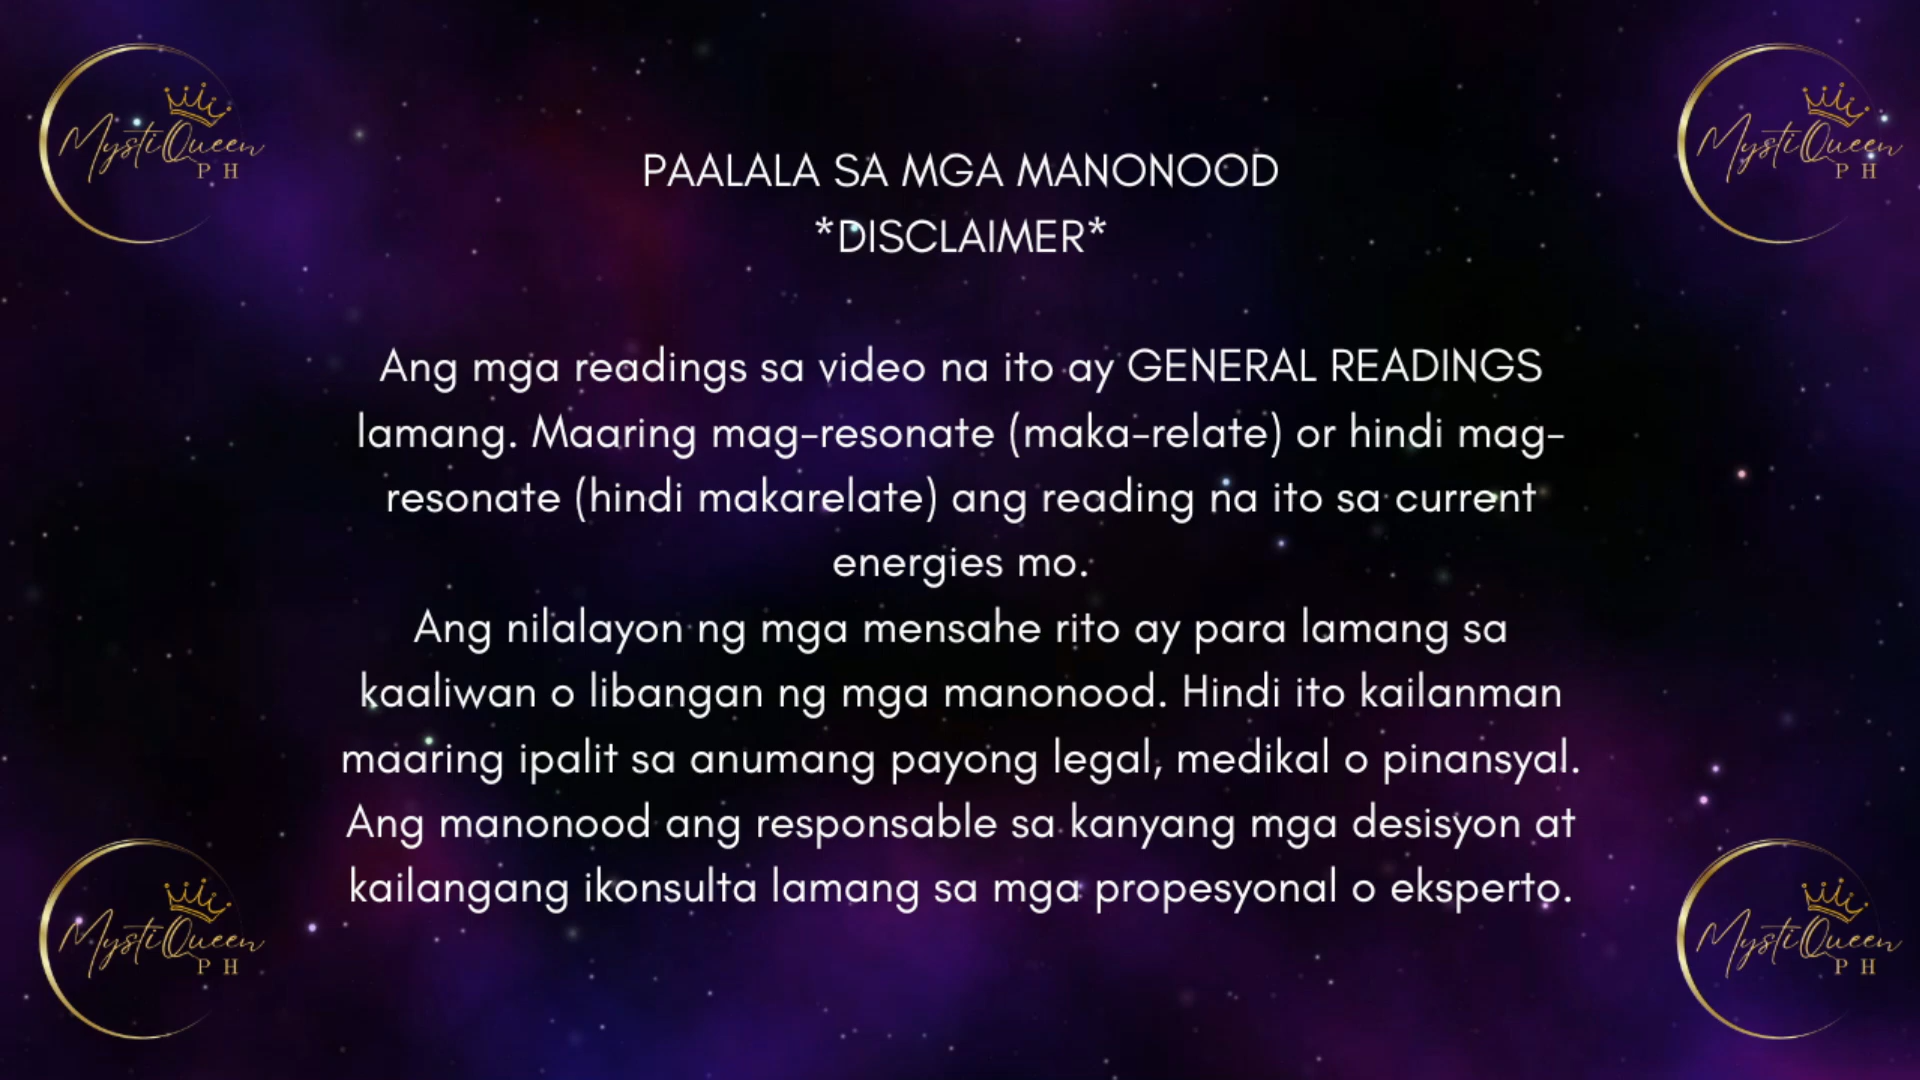 MystiQueen
PH
MystiQueen
PH
PAALALA SA MGA MANONOOD
*DISCLAIMER*
Ang mga readings sa video na ito ay GENERAL READINGS
lamang. Maaring mag-resonate (maka-relate) or hindi mag-
resonate (hindi makarelate) ang reading na ito sa current
energies mo.
Ang nilalayon ng mga mensahe rito ay para lamang sa
kaaliwan o libangan ng mga manonood. Hindi ito kailanman
maaring ipalit sa anumang payong legal, medikal o pinansyal.
Ang manonood ang responsable sa kanyang mga desisyon at
kailangang ikonsulta lamang sa mga propesyonal o eksperto.
MystiQueen
PH
MystiQueen
PH